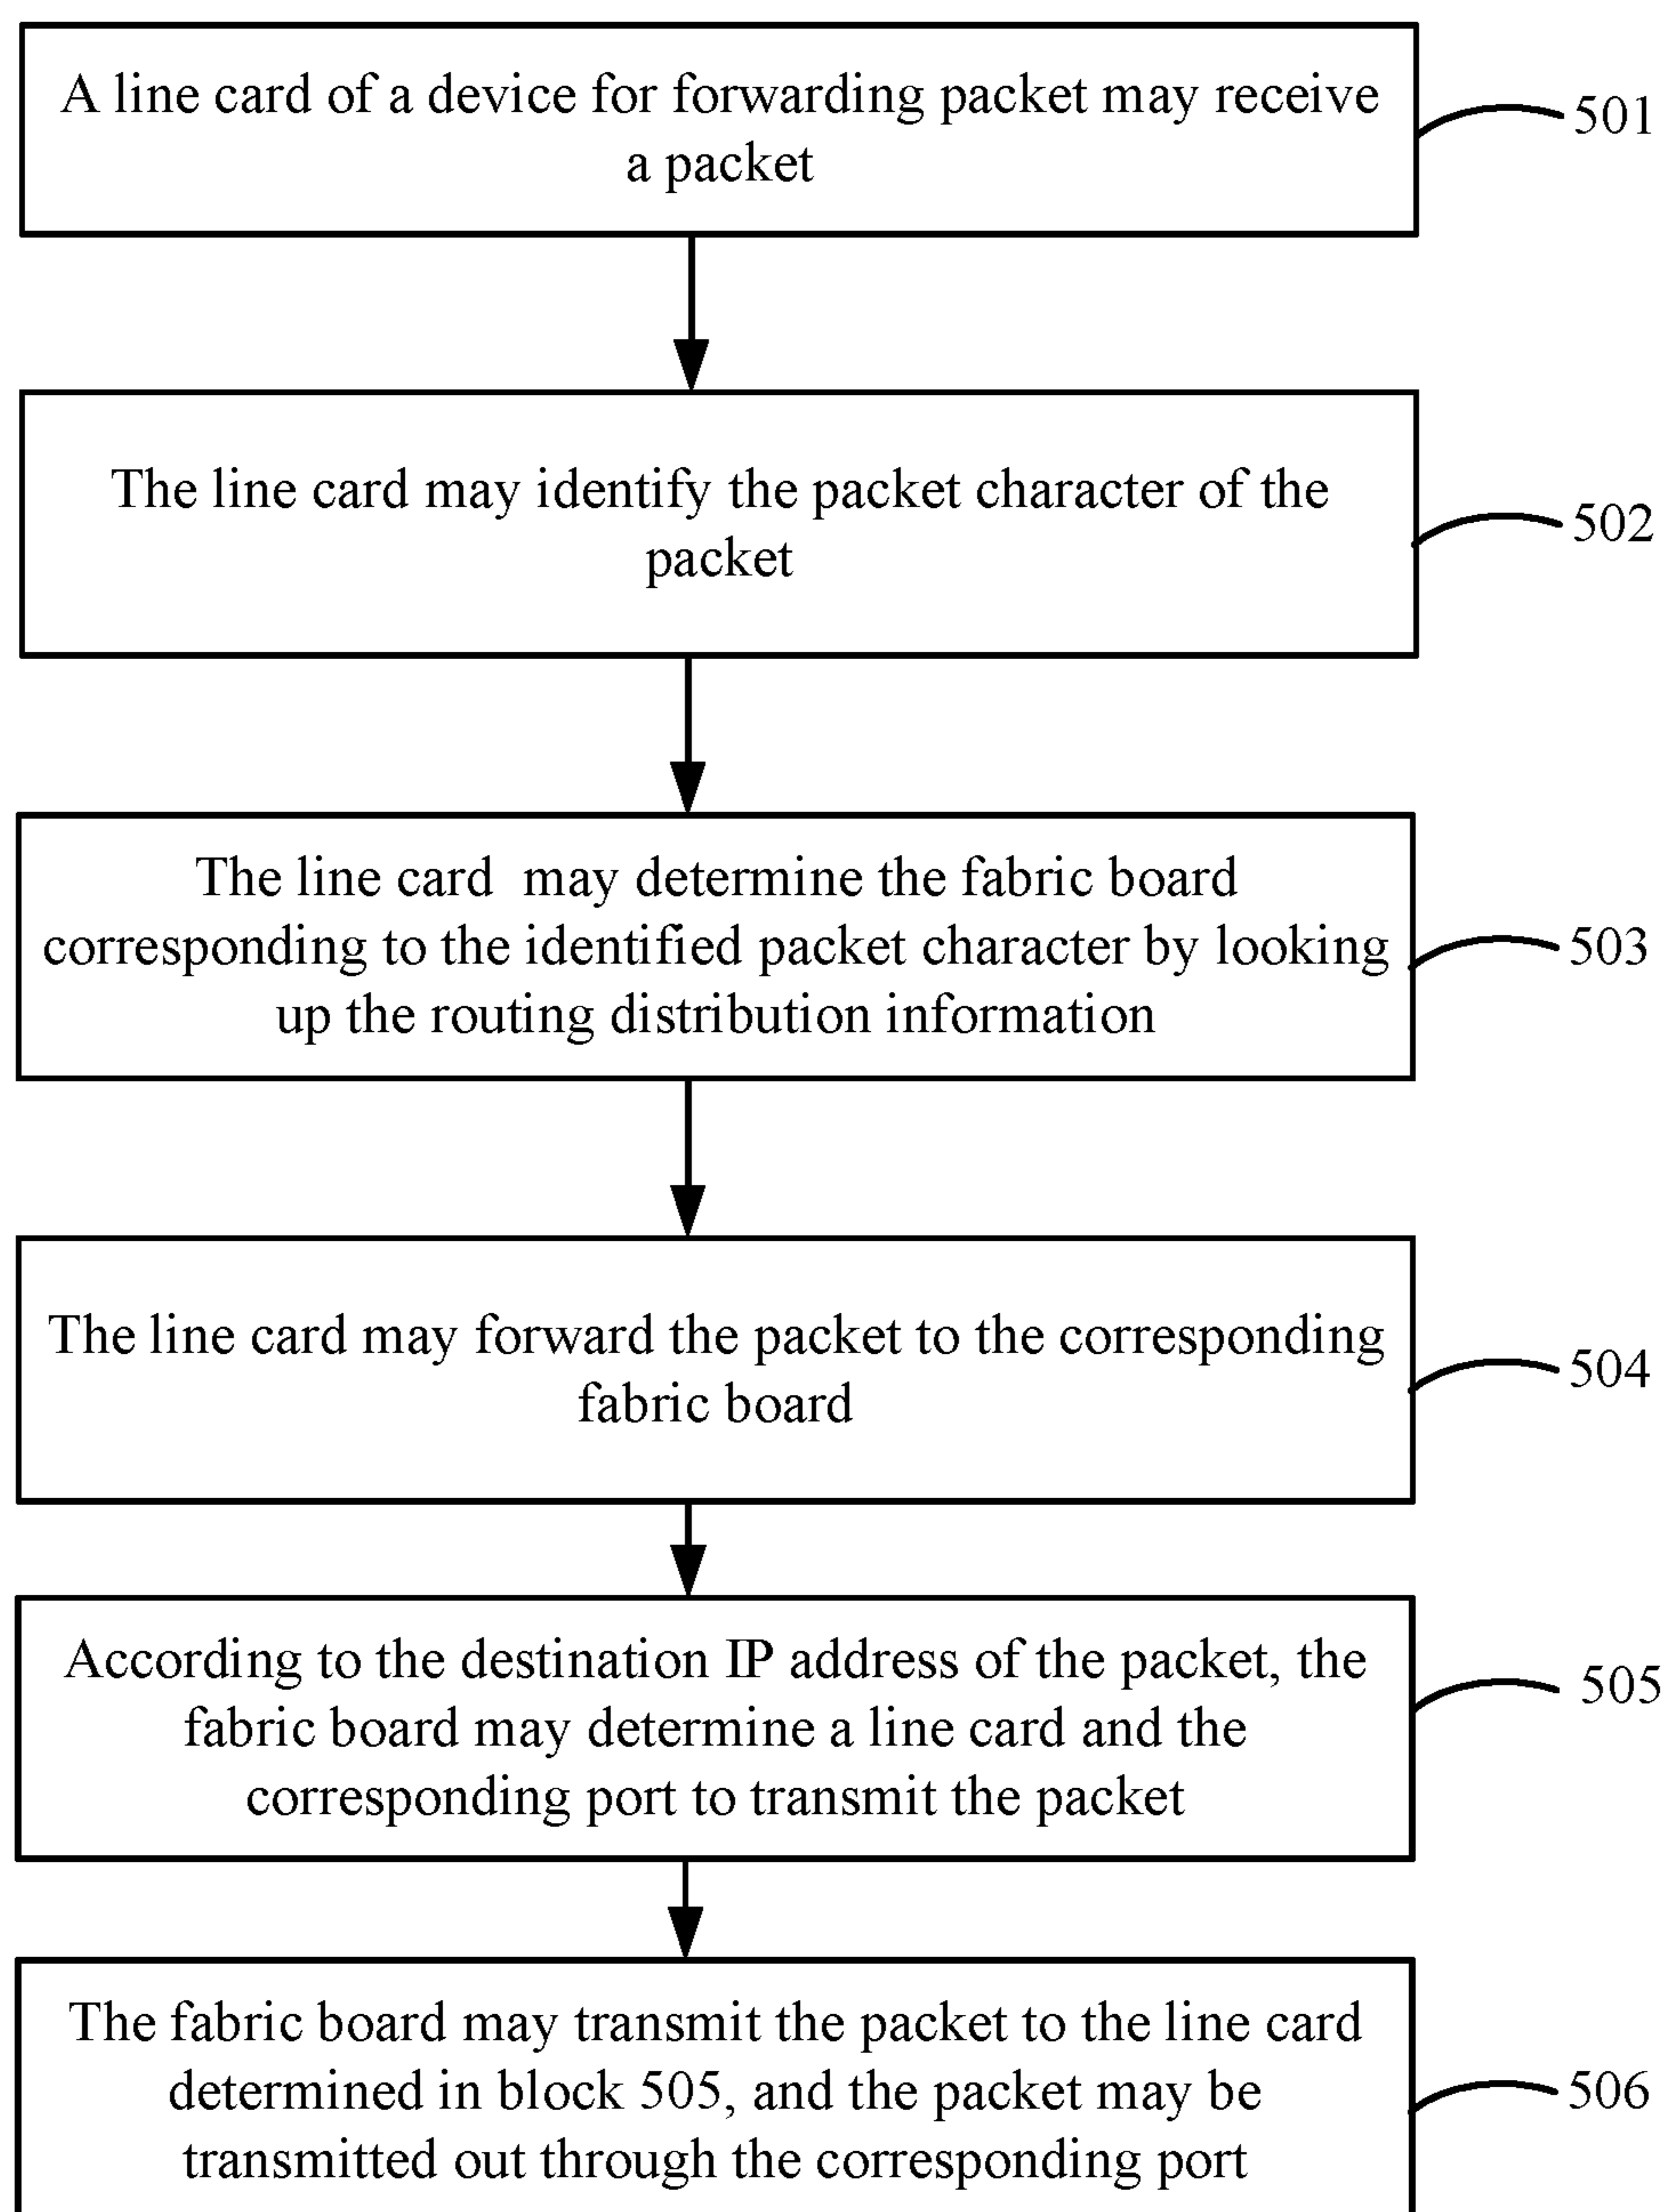 A line card of a device for forwarding packet may receive
a packet
501
The line card may identify the packet character of the
packet
502
The line card may determine the fabric board
corresponding to the identified packet character by looking
up the routing distribution information
503
The line card may forward the packet to the corresponding
fabric board
504
According to the destination IP address of the packet, the
fabric board may determine a line card and the
corresponding port to transmit the packet
505
The fabric board may transmit the packet to the line card
determined in block 505, and the packet may be
transmitted out through the corresponding port
506